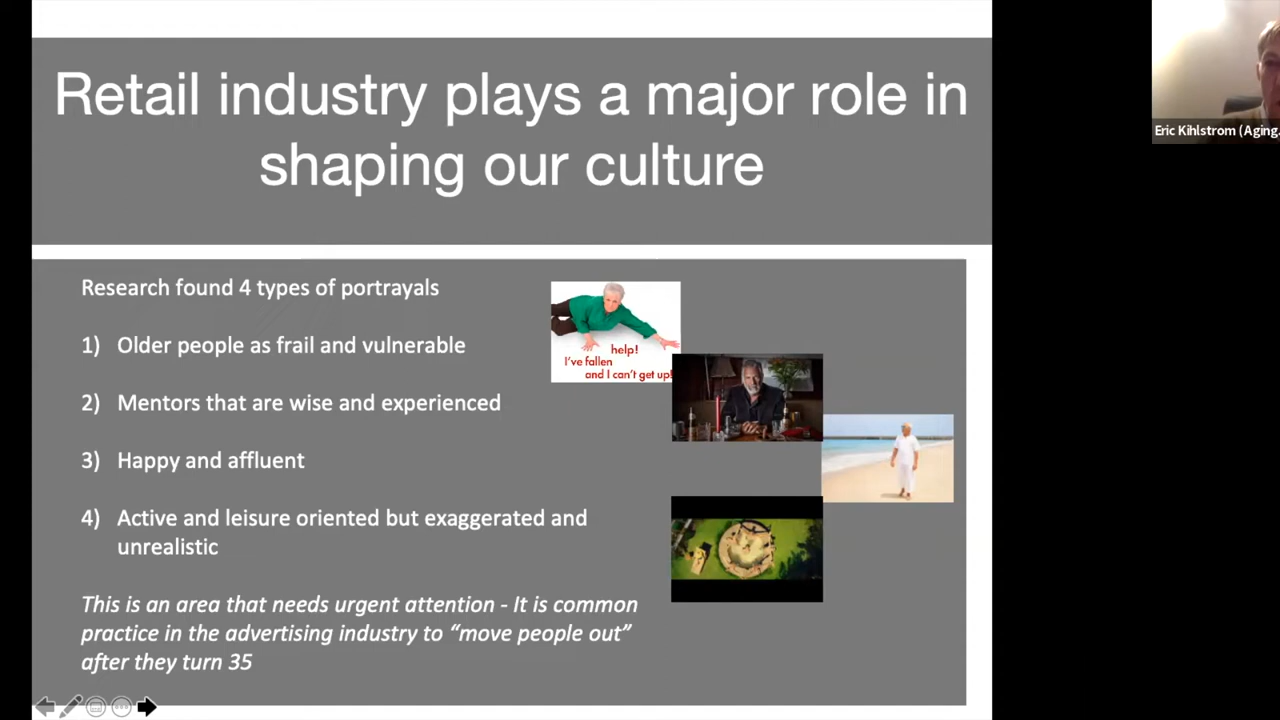 Retail industry plays a major role in
shaping our culture
Research found 4 types of portrayals
1) Older people as frail and vulnerable
2) Mentors that are wise and experienced
3) Happy and affluent
4) Active and leisure oriented but exaggerated and
unrealistic
This is an area that needs urgent attention - It is common
practice in the advertising industry to “move people out”
after they turn 35
help!
I've fallen
and I can't get up!
Eric Kihlstrom (Aging.